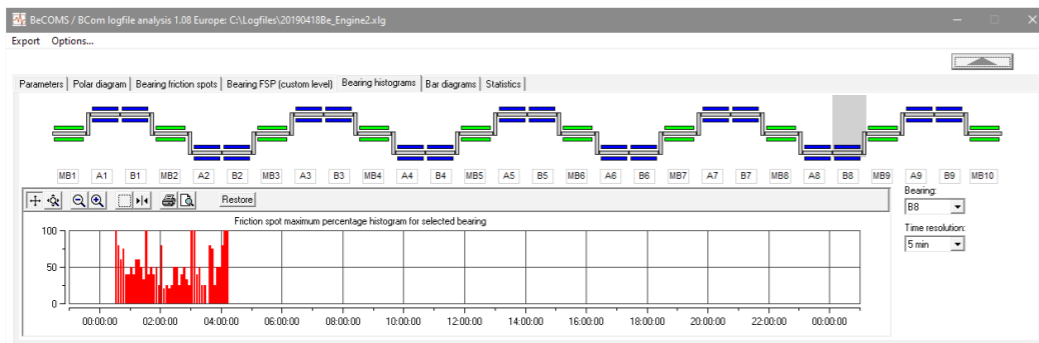 BeCOMS / BCom logfile analysis 1.08 Europe: C:\Logfiles\20190418Be_Engine2.xlg
Export Options...
Parameters Polar diagram Bearing friction spots Bearing FSP (custom level) Bearing histograms Bar diagrams Statistics
MB1 A1 B1 MB2 A2 B2 MB3 A3 B3 MB4 A4 B4 MB5 A5 B5 MB6 A6 B6 MB7 A7 B7 MB8 A8 B8 MB9 A9 B9 MB10
Restore
Bearing:
B8
Time resolution:
5 min
Friction spot maximum percentage histogram for selected bearing
100
50
0
00:00:00 02:00:00 04:00:00 06:00:00 08:00:00 10:00:00 12:00:00 14:00:00 16:00:00 18:00:00 20:00:00 22:00:00 00:00:00